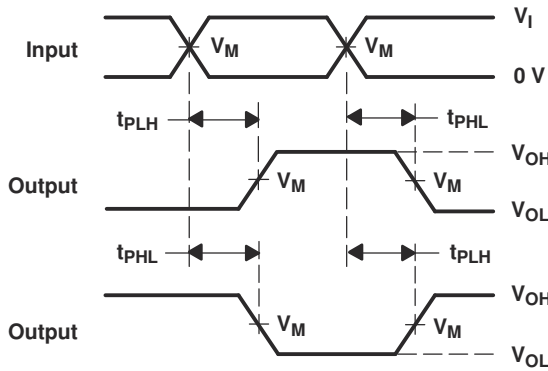 V_I
Input V_M V_M
0 V
t_PLH t_PHL
V_OH
Output V_M V_M
V_OL
t_PHL t_PLH
V_OH
Output V_M V_M
V_OL